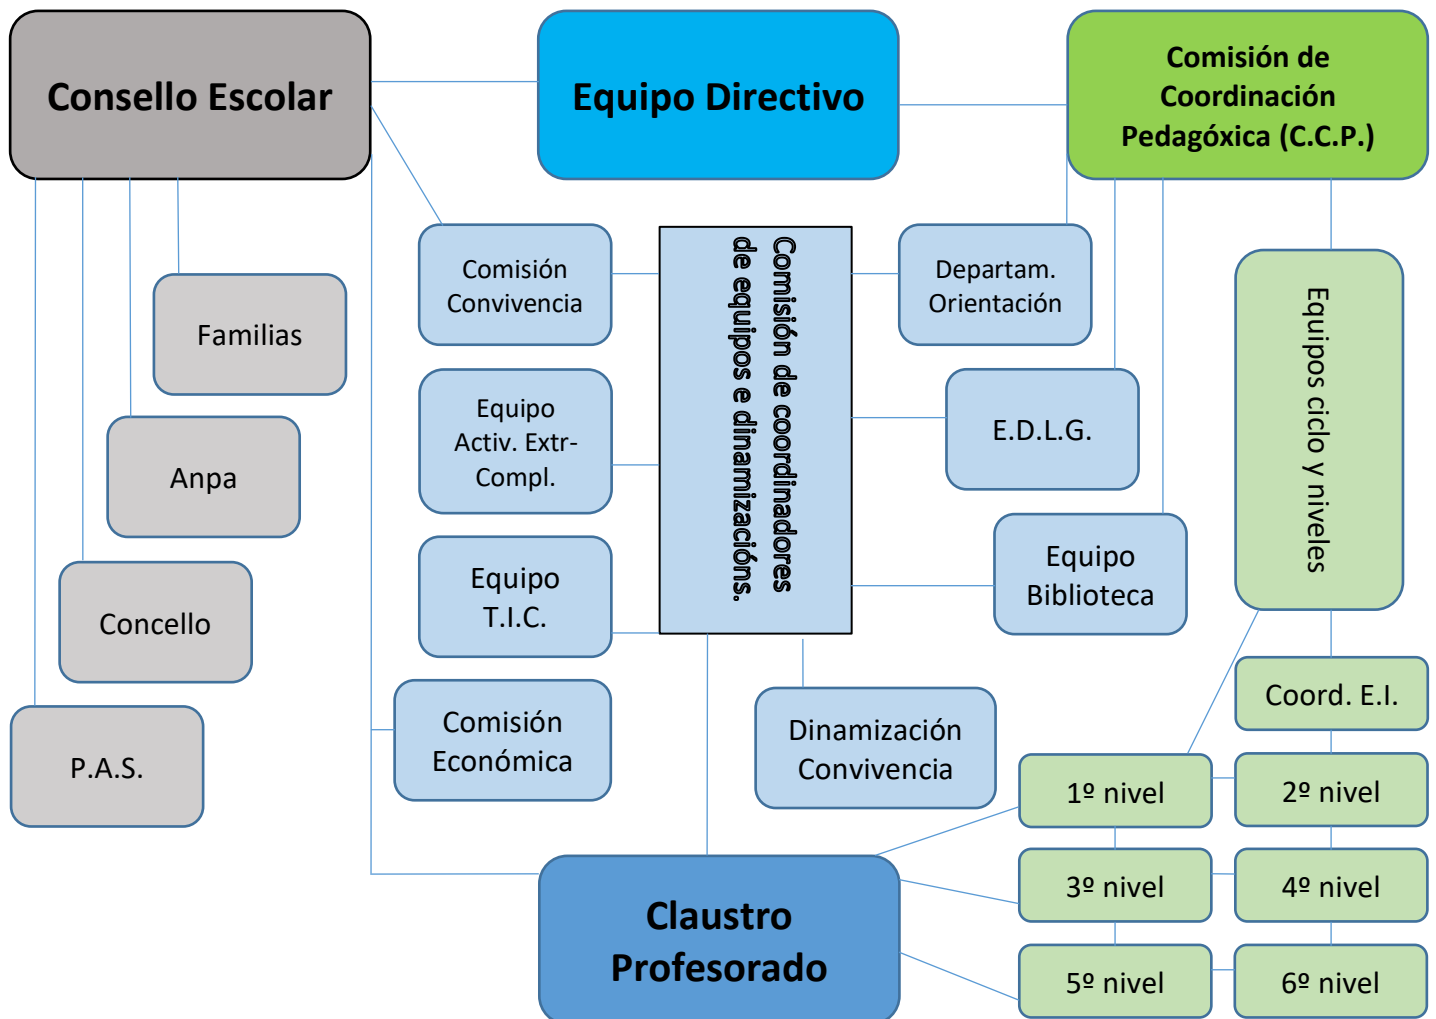 Consello Escolar
Equipo Directivo
Comisión de
Coordinación
Pedagóxica (C.C.P.)
Comisión
Convivencia
Comisión de coordinadores
de equipos e dinamizacións.
Departam.
Orientación
Equipos ciclo y niveles
Familias
Equipo
Activ. Extr-
Compl.
E.D.L.G.
Anpa
Equipo
T.I.C.
Equipo
Biblioteca
Concello
Coord. E.I.
Comisión
Económica
Dinamización
Convivencia
P.A.S.
1º nivel
2º nivel
3º nivel
4º nivel
Claustro
Profesorado
5º nivel
6º nivel